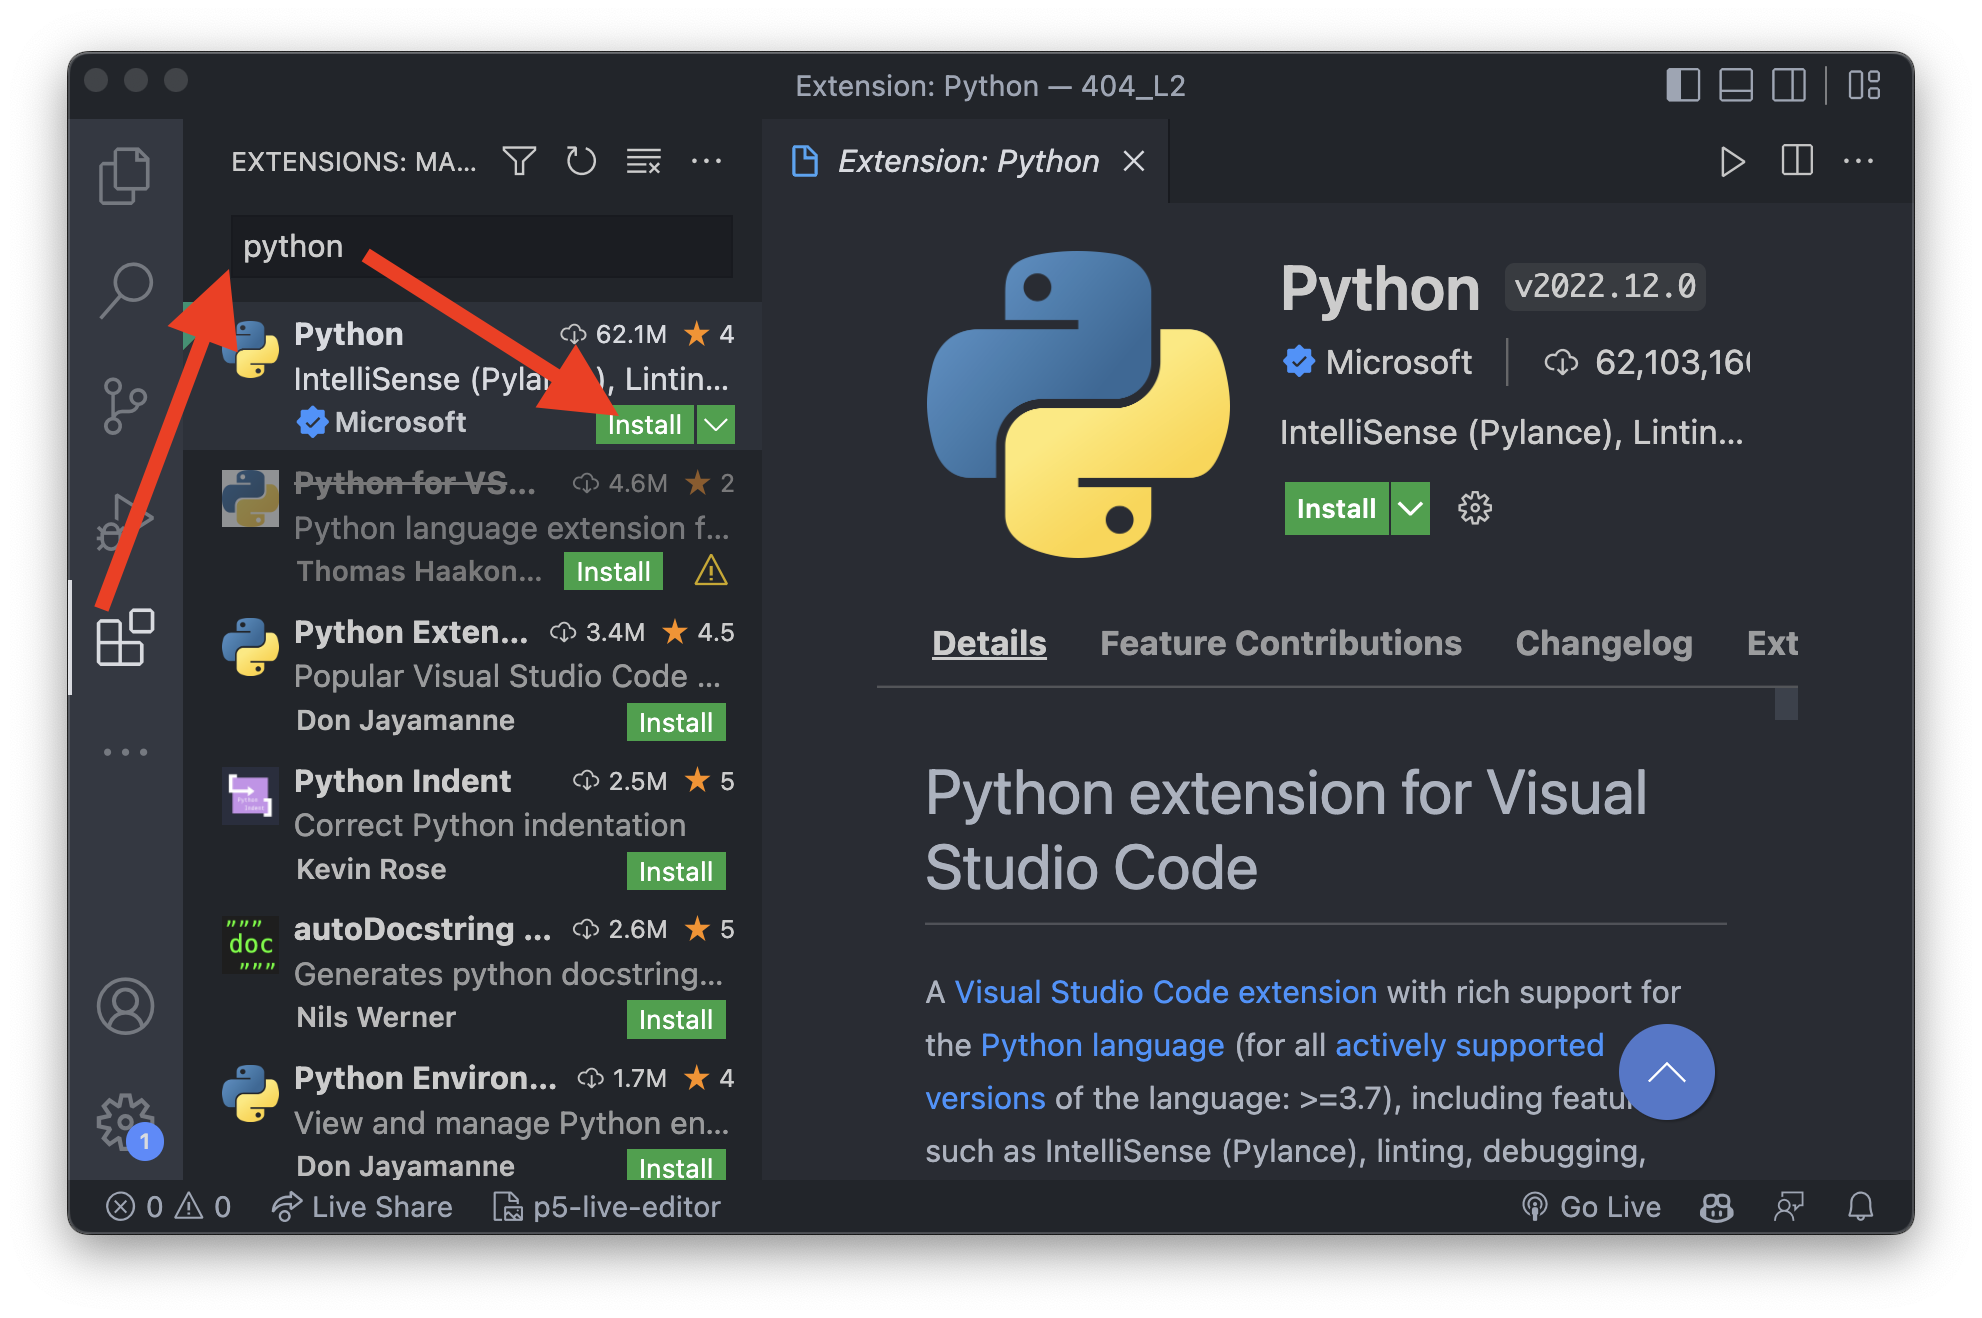 Extension: Python — 404_L2
EXTENSIONS: MA...
Extension: Python
python
Python 62.1M 4
IntelliSense (Pylance), Lintin...
Microsoft Install
Python for VS... 4.6M 2
Python language extension f...
Thomas Haakon... Install
Python Exten... 3.4M 4.5
Popular Visual Studio Code ...
Don Jayamanne Install
Python Indent 2.5M 5
Correct Python indentation
Kevin Rose Install
autoDocstring ... 2.6M 5
Generates python docstring...
Nils Werner Install
Python Environ... 1.7M 4
View and manage Python en...
Don Jayamanne Install
"""
doc
"""
1
Python v2022.12.0
Microsoft 62,103,16
IntelliSense (Pylance), Lintin...
Install
Details Feature Contributions Changelog Ext
Python extension for Visual
Studio Code
A Visual Studio Code extension with rich support for
the Python language (for all actively supported
versions of the language: >=3.7), including featu
such as IntelliSense (Pylance), linting, debugging,
0 0 Live Share p5-live-editor Go Live